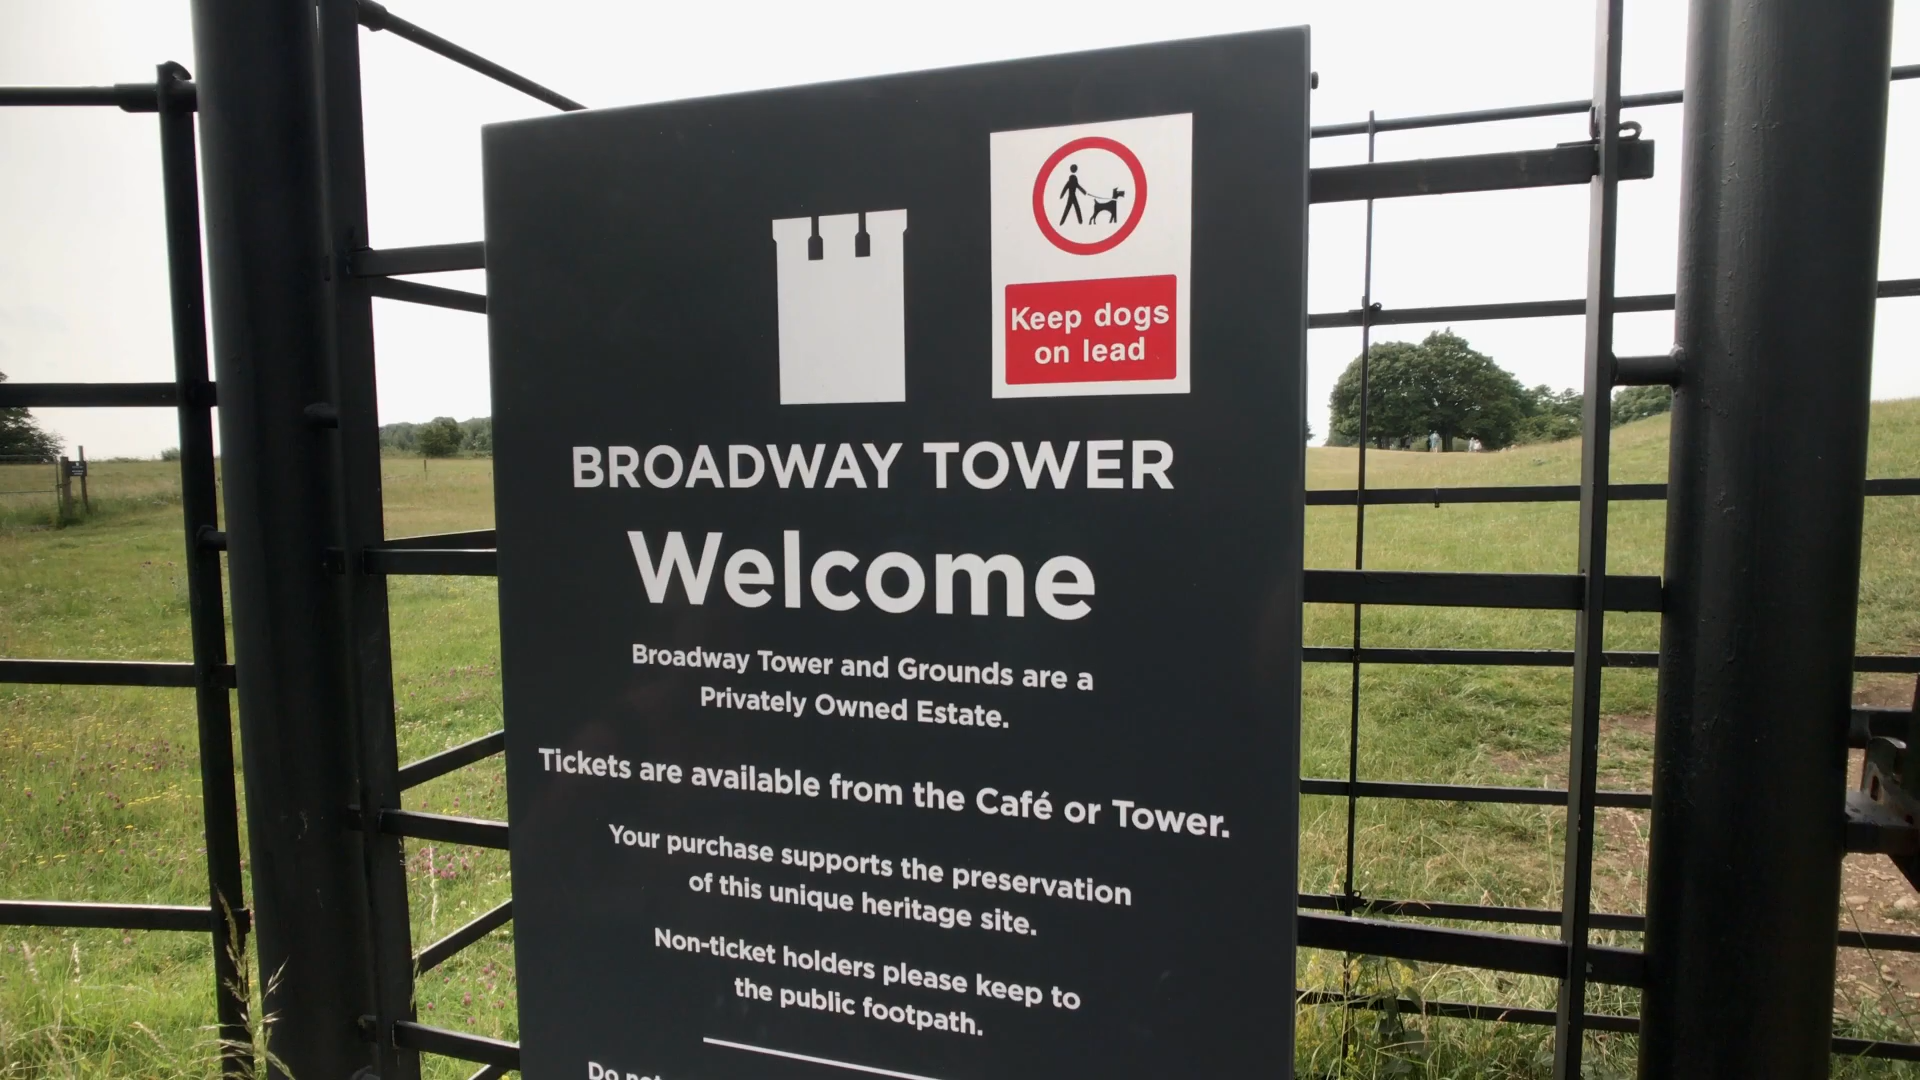 Keep dogs
on lead
BROADWAY TOWER
Welcome
Broadway Tower and Grounds are a
Privately Owned Estate.
Tickets are available from the Café or Tower.
Your purchase supports the preservation
of this unique heritage site.
Non-ticket holders please keep to
the public footpath.
Do not